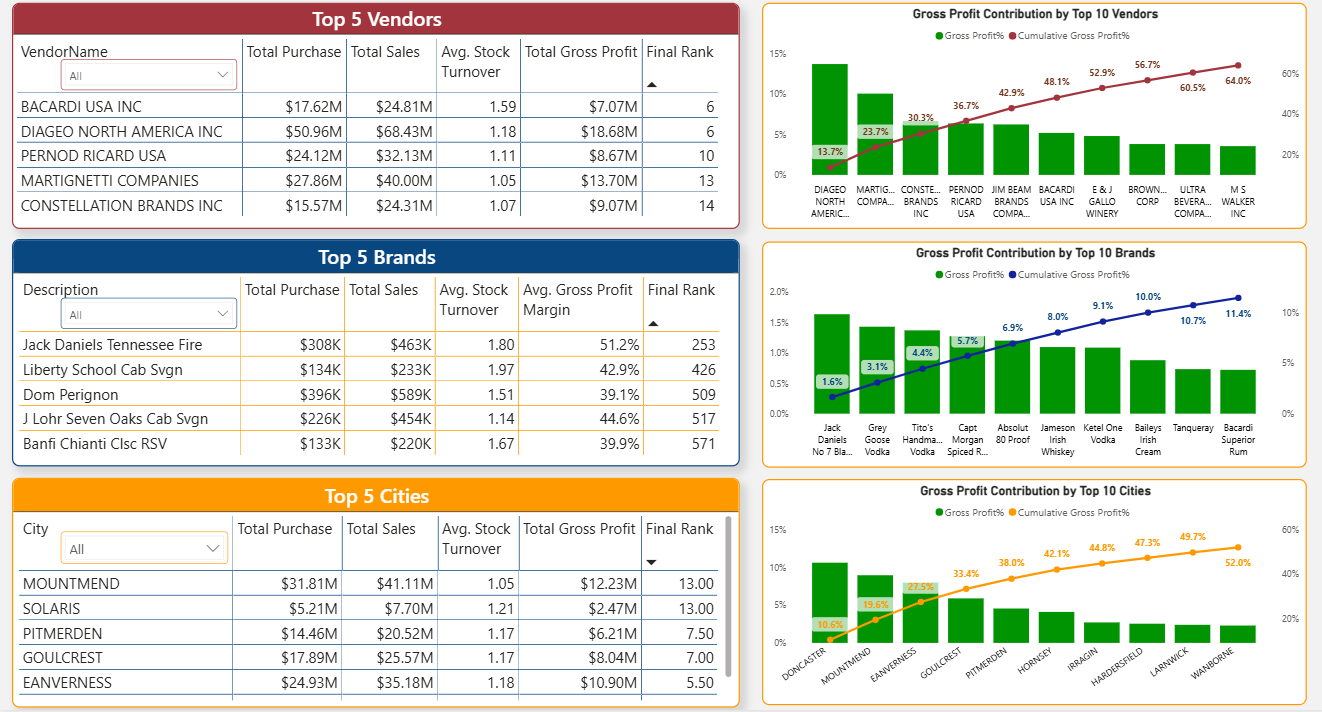 Top 5 Vendors
VendorName Total Purchase Total Sales Avg. Stock Turnover Total Gross Profit Final Rank
All
BACARDI USA INC $17.62M $24.81M 1.59 $7.07M 6
DIAGEO NORTH AMERICA INC $50.96M $68.43M 1.18 $18.68M 6
PERNOD RICARD USA $24.12M $32.13M 1.11 $8.67M 10
MARTIGNETTI COMPANIES $27.86M $40.00M 1.05 $13.70M 13
CONSTELLATION BRANDS INC $15.57M $24.31M 1.07 $9.07M 14
Gross Profit Contribution by Top 10 Vendors
Gross Profit% Cumulative Gross Profit%
15%
10%
5%
0%
60%
40%
20%
13.7% 23.7% 30.3% 36.7% 42.9% 48.1% 52.9% 56.7% 60.5% 64.0%
DIAGEO NORTH AMERIC...
MARTIG... COMPA...
CONSTE... BRANDS INC
PERNOD RICARD USA
JIM BEAM BRANDS COMPA...
BACARDI USA INC
E & J GALLO WINERY
BROWN... CORP
ULTRA BEVERA... COMPA...
M S WALKER INC
Top 5 Brands
Description Total Purchase Total Sales Avg. Stock Turnover Avg. Gross Profit Margin Final Rank
All
Jack Daniels Tennessee Fire $308K $463K 1.80 51.2% 253
Liberty School Cab Svgn $134K $233K 1.97 42.9% 426
Dom Perignon $396K $589K 1.51 39.1% 509
J Lohr Seven Oaks Cab Svgn $226K $454K 1.14 44.6% 517
Banfi Chianti Clsc RSV $133K $220K 1.67 39.9% 571
Gross Profit Contribution by Top 10 Brands
Gross Profit% Cumulative Gross Profit%
2.0%
1.5%
1.0%
0.5%
0.0%
10%
5%
0%
1.6% 3.1% 4.4% 5.7% 6.9% 8.0% 9.1% 10.0% 10.7% 11.4%
Jack Daniels No 7 Bla...
Grey Goose Vodka
Tito's Handma... Vodka
Capt Morgan Spiced R...
Absolut 80 Proof
Jameson Irish Whiskey
Ketel One Vodka
Baileys Irish Cream
Tanqueray
Bacardi Superior Rum
Top 5 Cities
City Total Purchase Total Sales Avg. Stock Turnover Total Gross Profit Final Rank
All
MOUNTMEND $31.81M $41.11M 1.05 $12.23M 13.00
SOLARIS $5.21M $7.70M 1.21 $2.47M 13.00
PITMERDEN $14.46M $20.52M 1.17 $6.21M 7.50
GOULCREST $17.89M $25.57M 1.17 $8.04M 7.00
EANVERNESS $24.93M $35.18M 1.18 $10.90M 5.50
Gross Profit Contribution by Top 10 Cities
Gross Profit% Cumulative Gross Profit%
15%
10%
5%
0%
60%
40%
20%
10.6% 19.6% 27.5% 33.4% 38.0% 42.1% 44.8% 47.3% 49.7% 52.0%
DONCASTER
MOUNTMEND
EANVERNESS
GOULCREST
PITMERDEN
HORNSEY
IRRAGIN
HARDERSFIELD
LARNWICK
WANBORNE